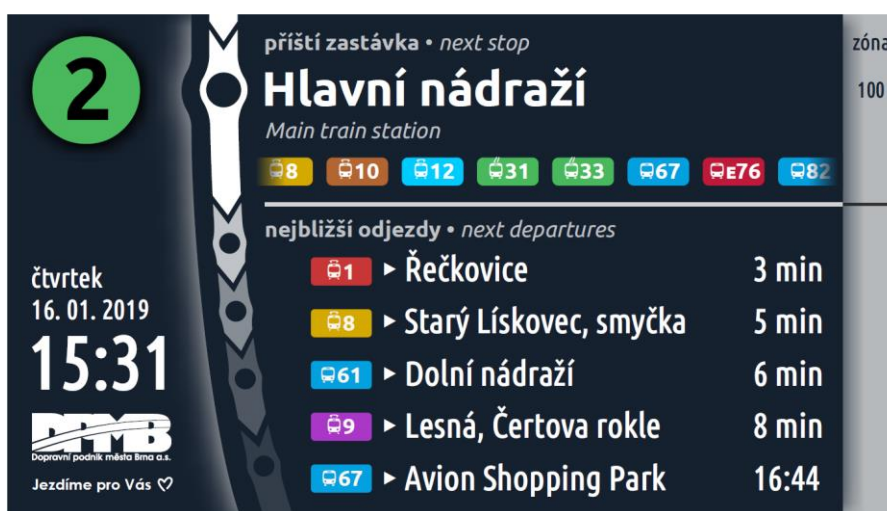 2
čtvrtek
16. 01. 2019
15:31
DPMB
Dopravní podnik města Brna a.s.
Jezdíme pro Vás ♡
příští zastávka • next stop
Hlavní nádraží
Main train station
8 10 12 31 33 67 E76 82
nejbližší odjezdy • next departures
1 ▸ Řečkovice 3 min
8 ▸ Starý Lískovec, smyčka 5 min
61 ▸ Dolní nádraží 6 min
9 ▸ Lesná, Čertova rokle 8 min
67 ▸ Avion Shopping Park 16:44
zóna
100